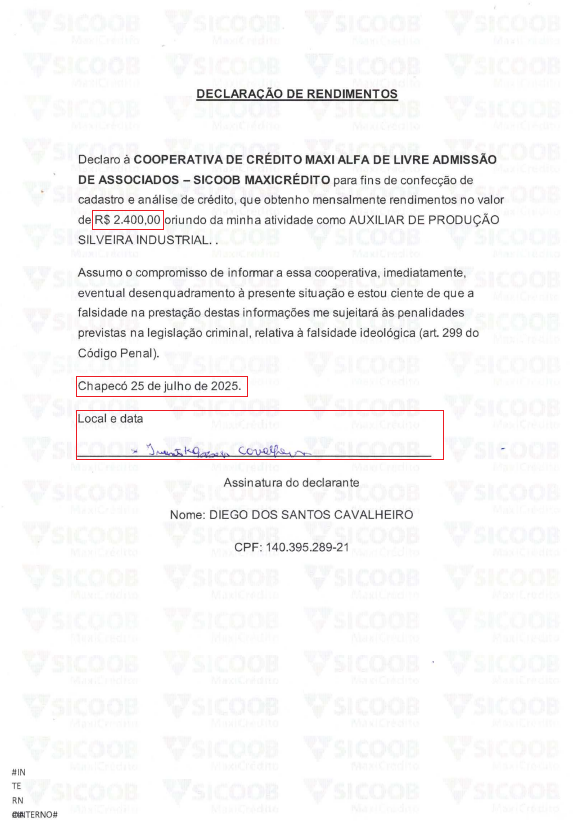 DECLARAÇÃO DE RENDIMENTOS
Declaro á COOPERATIVA DE CRÉDITO MAXI ALFA DE LIVRE ADMISSÃO
DE ASSOCIADOS – SICOOB MAXICRÉDITO para fins de confecção de
cadastro e análise de crédito, que obtenho mensalmente rendimentos no valor
de R$ 2.400,00 oriundo da minha atividade como AUXILIAR DE PRODUÇÃO
SILVEIRA INDUSTRIAL. .
Assumo o compromisso de informar a essa cooperativa, imediatamente,
eventual desenquadramento à presente situação e estou ciente de que a
falsidade na prestação destas informações me sujeitará às penalidades
previstas na legislação criminal, relativa à falsidade ideológica (art. 299 do
Código Penal).
Chapecó 25 de julho de 2025.
Local e data
x Cavalheiro
Assinatura do declarante
Nome: DIEGO DOS SANTOS CAVALHEIRO
CPF: 140.395.289-21
#IN
TE
RN